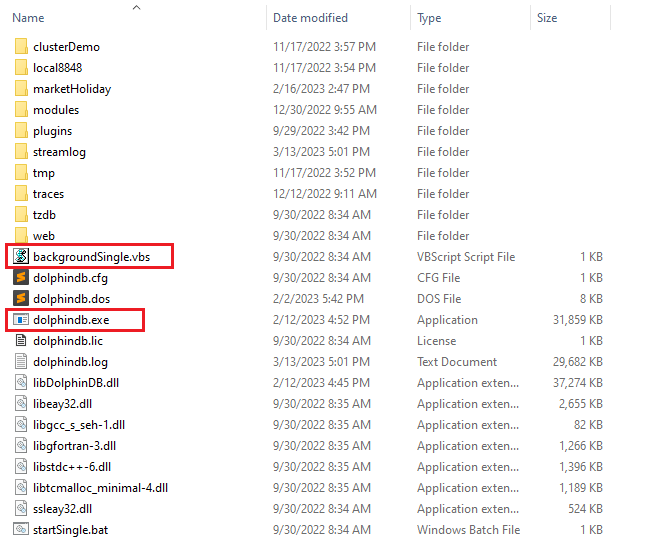 Name Date modified Type Size
clusterDemo 11/17/2022 3:57 PM File folder
local8848 11/17/2022 3:54 PM File folder
marketHoliday 2/16/2023 2:47 PM File folder
modules 12/30/2022 9:55 AM File folder
plugins 9/29/2022 3:42 PM File folder
streamlog 3/13/2023 5:01 PM File folder
tmp 11/17/2022 3:52 PM File folder
traces 12/12/2022 9:11 AM File folder
tzdb 9/30/2022 8:34 AM File folder
web 9/30/2022 8:34 AM File folder
backgroundSingle.vbs 9/30/2022 8:34 AM VBScript Script File 1 KB
dolphindb.cfg 9/30/2022 8:34 AM CFG File 1 KB
dolphindb.dos 2/2/2023 5:42 PM DOS File 8 KB
dolphindb.exe 2/12/2023 4:52 PM Application 31,859 KB
dolphindb.lic 9/30/2022 8:34 AM License 1 KB
dolphindb.log 3/13/2023 5:01 PM Text Document 29,682 KB
libDolphinDB.dll 2/12/2023 4:45 PM Application exten... 37,274 KB
libeay32.dll 9/30/2022 8:35 AM Application exten... 2,655 KB
libgcc_s_seh-1.dll 9/30/2022 8:35 AM Application exten... 82 KB
libgfortran-3.dll 9/30/2022 8:35 AM Application exten... 1,266 KB
libstdc++-6.dll 9/30/2022 8:35 AM Application exten... 1,396 KB
libtcmalloc_minimal-4.dll 9/30/2022 8:35 AM Application exten... 1,189 KB
ssleay32.dll 9/30/2022 8:34 AM Application exten... 524 KB
startSingle.bat 9/30/2022 8:34 AM Windows Batch File 1 KB